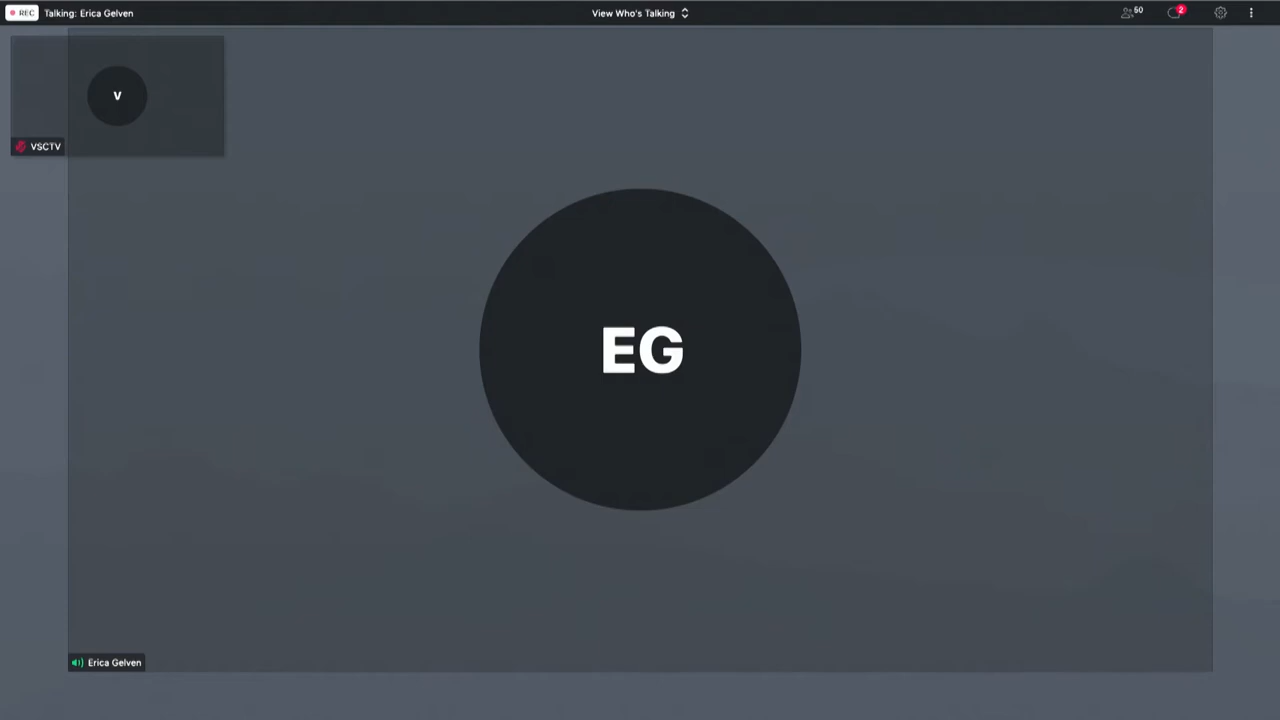 REC Talking: Erica Gelven
View Who's Talking
50
2
V
VSCTV
EG
Erica Gelven